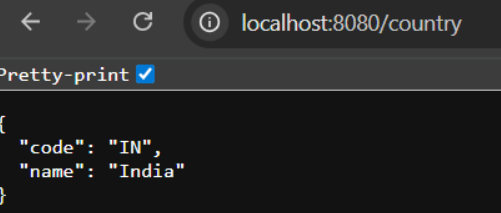 localhost:8080/country
Pretty-print
{
  "code": "IN",
  "name": "India"
}